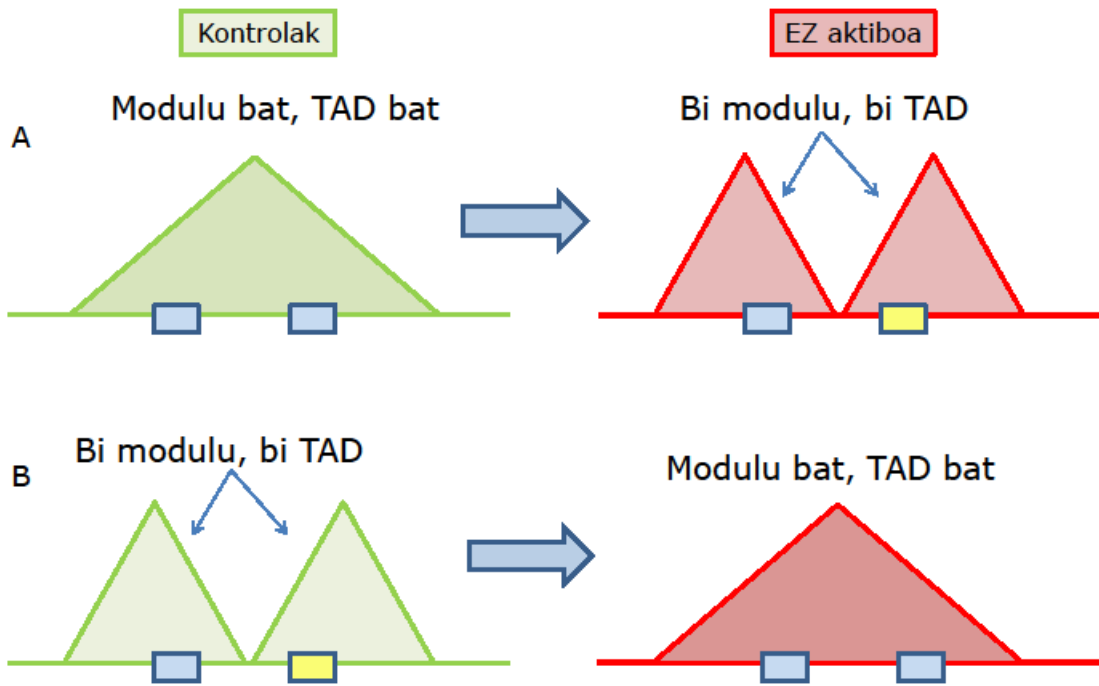 Kontrolak
EZ aktiboa
A
Modulu bat, TAD bat
Bi modulu, bi TAD
B
Bi modulu, bi TAD
Modulu bat, TAD bat